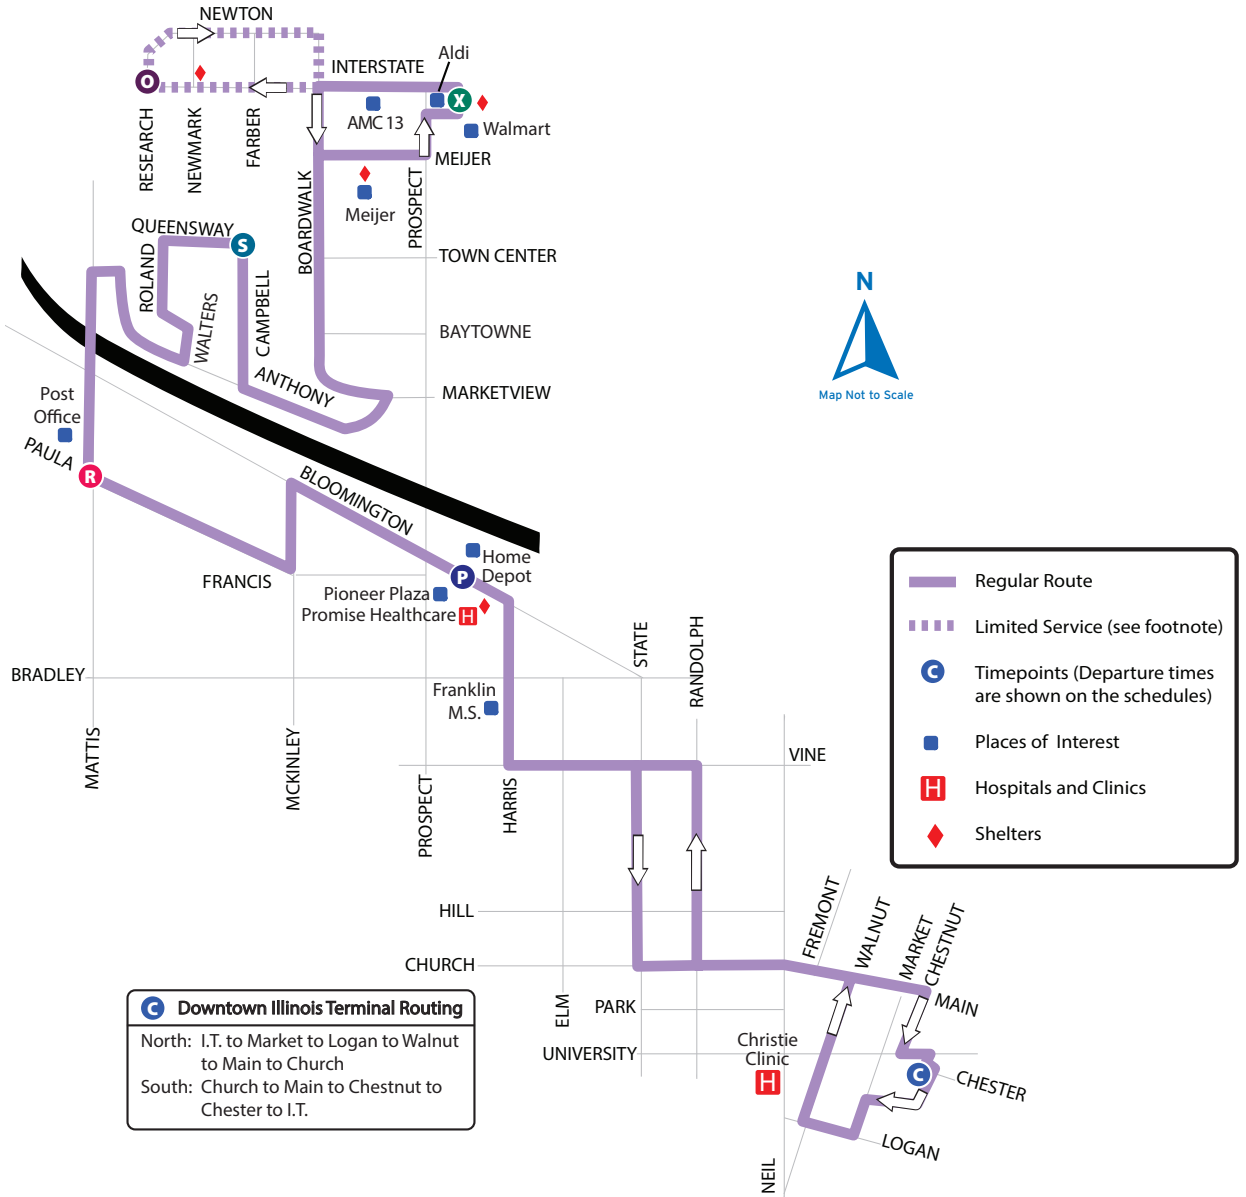 NEWTON
Aldi
INTERSTATE
O
X
AMC 13
Walmart
RESEARCH
NEWMARK
FARBER
MEIJER
BOARDWALK
PROSPECT
Meijer
QUEENSWAY
S
ROLAND
TOWN CENTER
CAMPBELL
WALTERS
BAYTOWNE
N
Map Not to Scale
ANTHONY
MARKETVIEW
Post
Office
PAULA
R
BLOOMINGTON
Home
Depot
P
FRANCIS
Pioneer Plaza
Promise Healthcare
H
Regular Route
Limited Service (see footnote)
C
Timepoints (Departure times
are shown on the schedules)
Places of Interest
H
Hospitals and Clinics
Shelters
STATE
RANDOLPH
BRADLEY
Franklin
M.S.
MATTIS
MCKINLEY
PROSPECT
HARRIS
VINE
HILL
CHURCH
FREMONT
WALNUT
MARKET
CHESTNUT
MAIN
ELM
PARK
UNIVERSITY
Christie
Clinic
H
C
CHESTER
LOGAN
NEIL
C
Downtown Illinois Terminal Routing
North: I.T. to Market to Logan to Walnut
to Main to Church
South: Church to Main to Chestnut to
Chester to I.T.